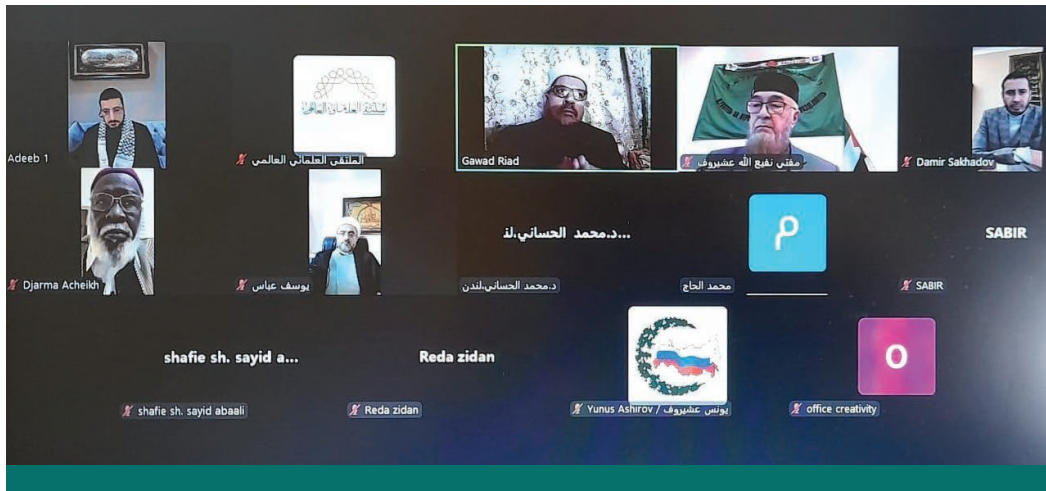 Adeeb 1
الملتقى العلمائي العالمي
Gawad Riad
مفتي نفيع الله عشيروف
Damir Sakhadov
د.محمد الحساني.لذ...
م
SABIR
Djarma Acheikh
يوسف عباس
د.محمد الحساني.لندن
محمد الحاج
SABIR
shafie sh. sayid a...
Reda zidan
O
shafie sh. sayid abaali
Reda zidan
Yunus Ashirov / يونس عشيروف
office creativity